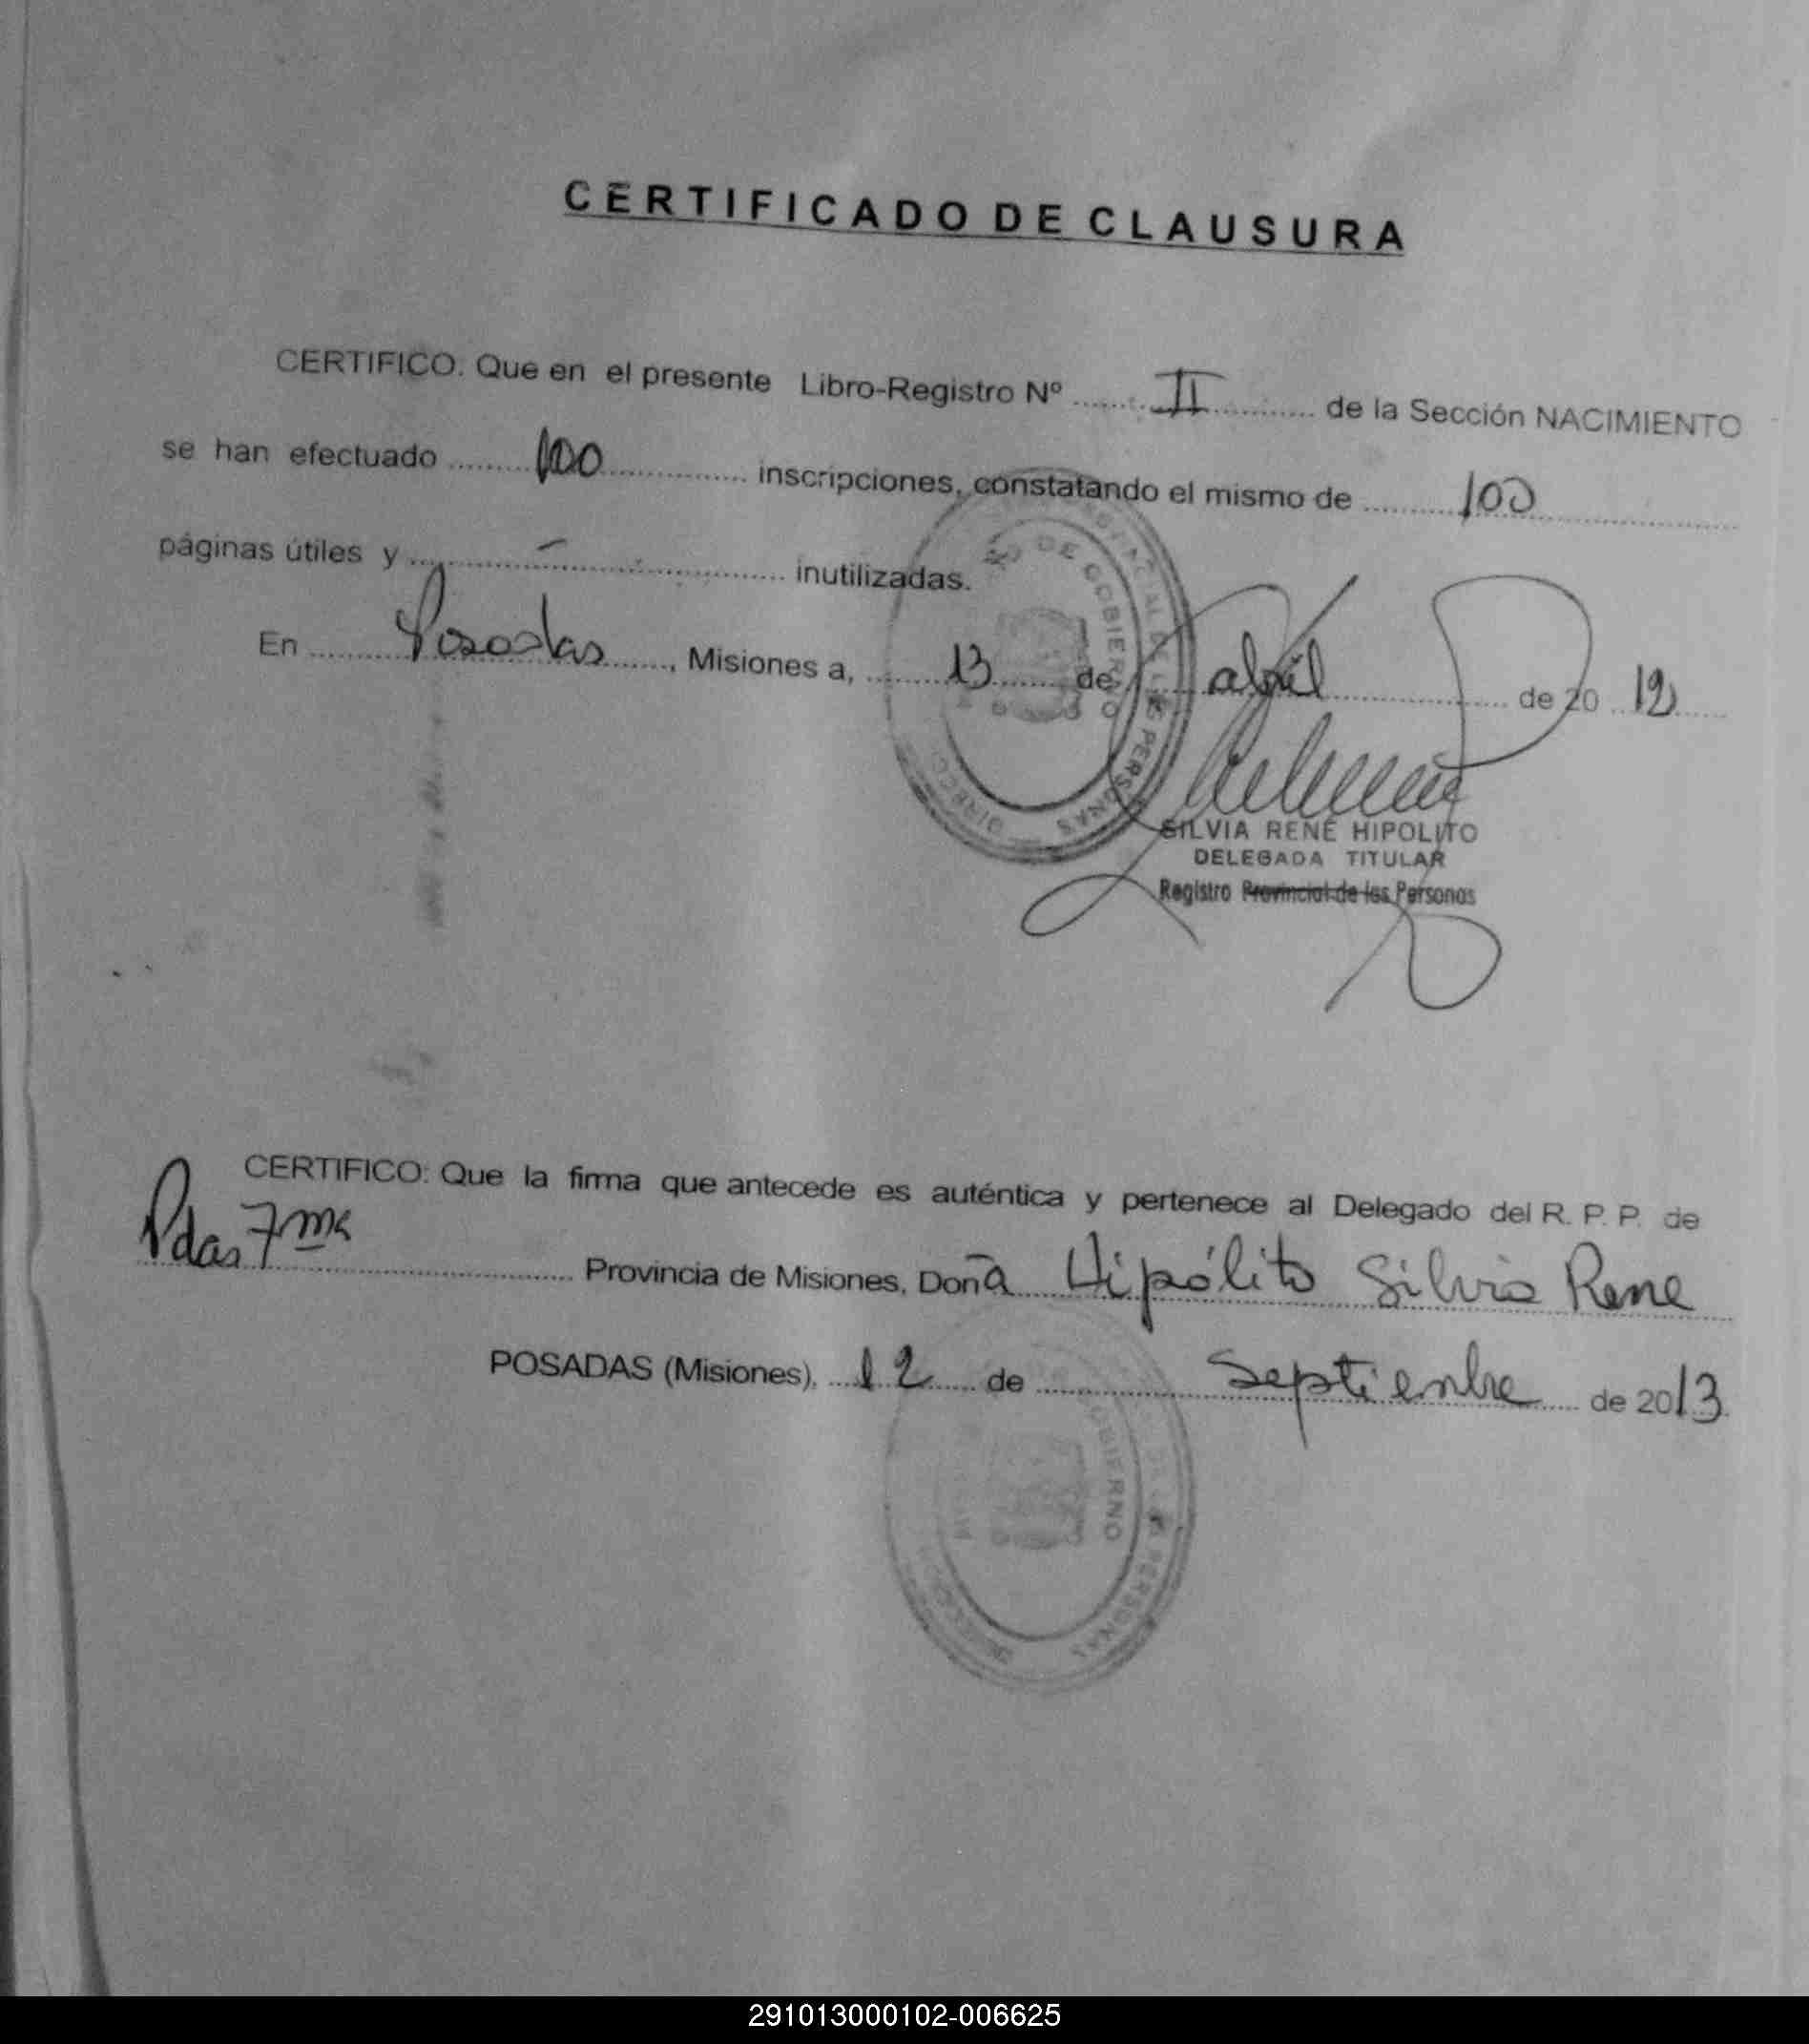 CERTIFICADO DE CLAUSURA
CERTIFICO. Que en el presente Libro-Registro Nº ........ II ............ de la Sección NACIMIENTO
se han efectuado ........ 100 .............. inscripciones, constatando el mismo de ......... 100
páginas útiles y .... - ........................ inutilizadas.
En ......... Posadas ......, Misiones a, ........ 13 ........ de ...... abril .................. de 20 .. 12
SILVIA RENÉ HIPOLITO
DELEGADA TITULAR
Registro Provincial de las Personas
CERTIFICO: Que la firma que antecede es auténtica y pertenece al Delegado del R. P. P. de
Pdas 7ma ........................... Provincia de Misiones, Doña ..... Hipólito Silvia Rene
POSADAS (Misiones), .... 12 ..... de ................. Septiembre .... de 2013
GOBIERNO
PERSONAS
291013000102-006625